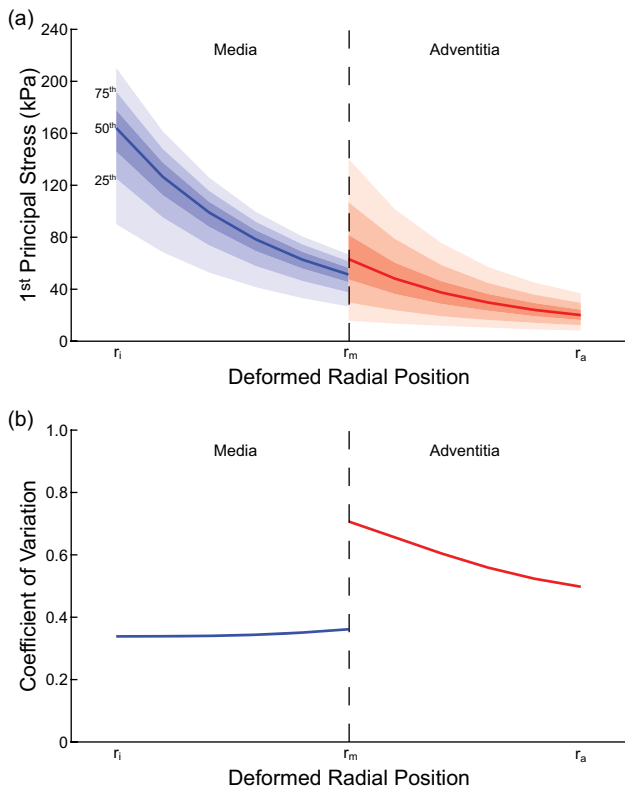 (a)
Media
Adventitia
1st Principal Stress (kPa)
240
200
160
120
80
40
0
75th
50th
25th
ri
rm
ra
Deformed Radial Position
(b)
Media
Adventitia
Coefficient of Variation
1.0
0.8
0.6
0.4
0.2
0
ri
rm
ra
Deformed Radial Position